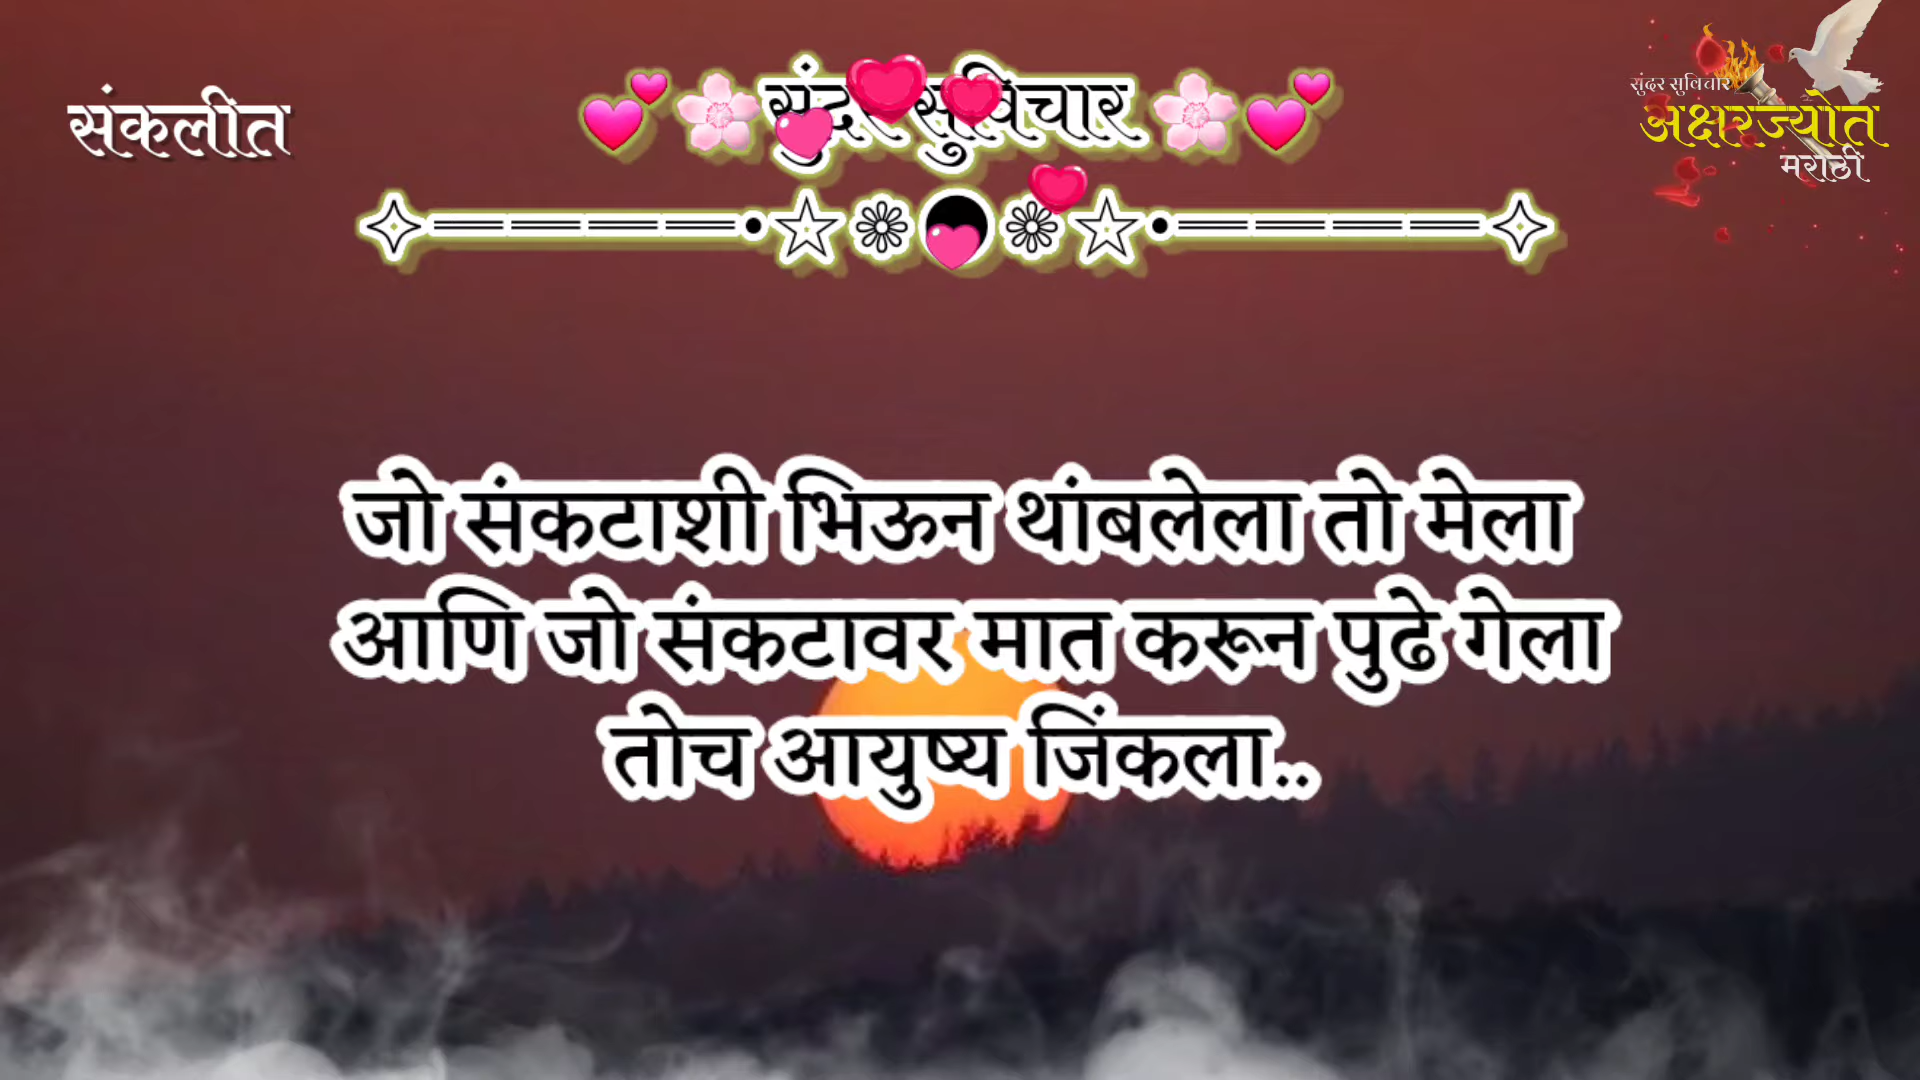 संकलीत
सुंदर सुविचार
सुंदर सुविचार
अक्षरज्योत
मराठी
जो संकटाशी भिऊन थांबलेला तो मेला
आणि जो संकटावर मात करून पुढे गेला
तोच आयुष्य जिंकला..